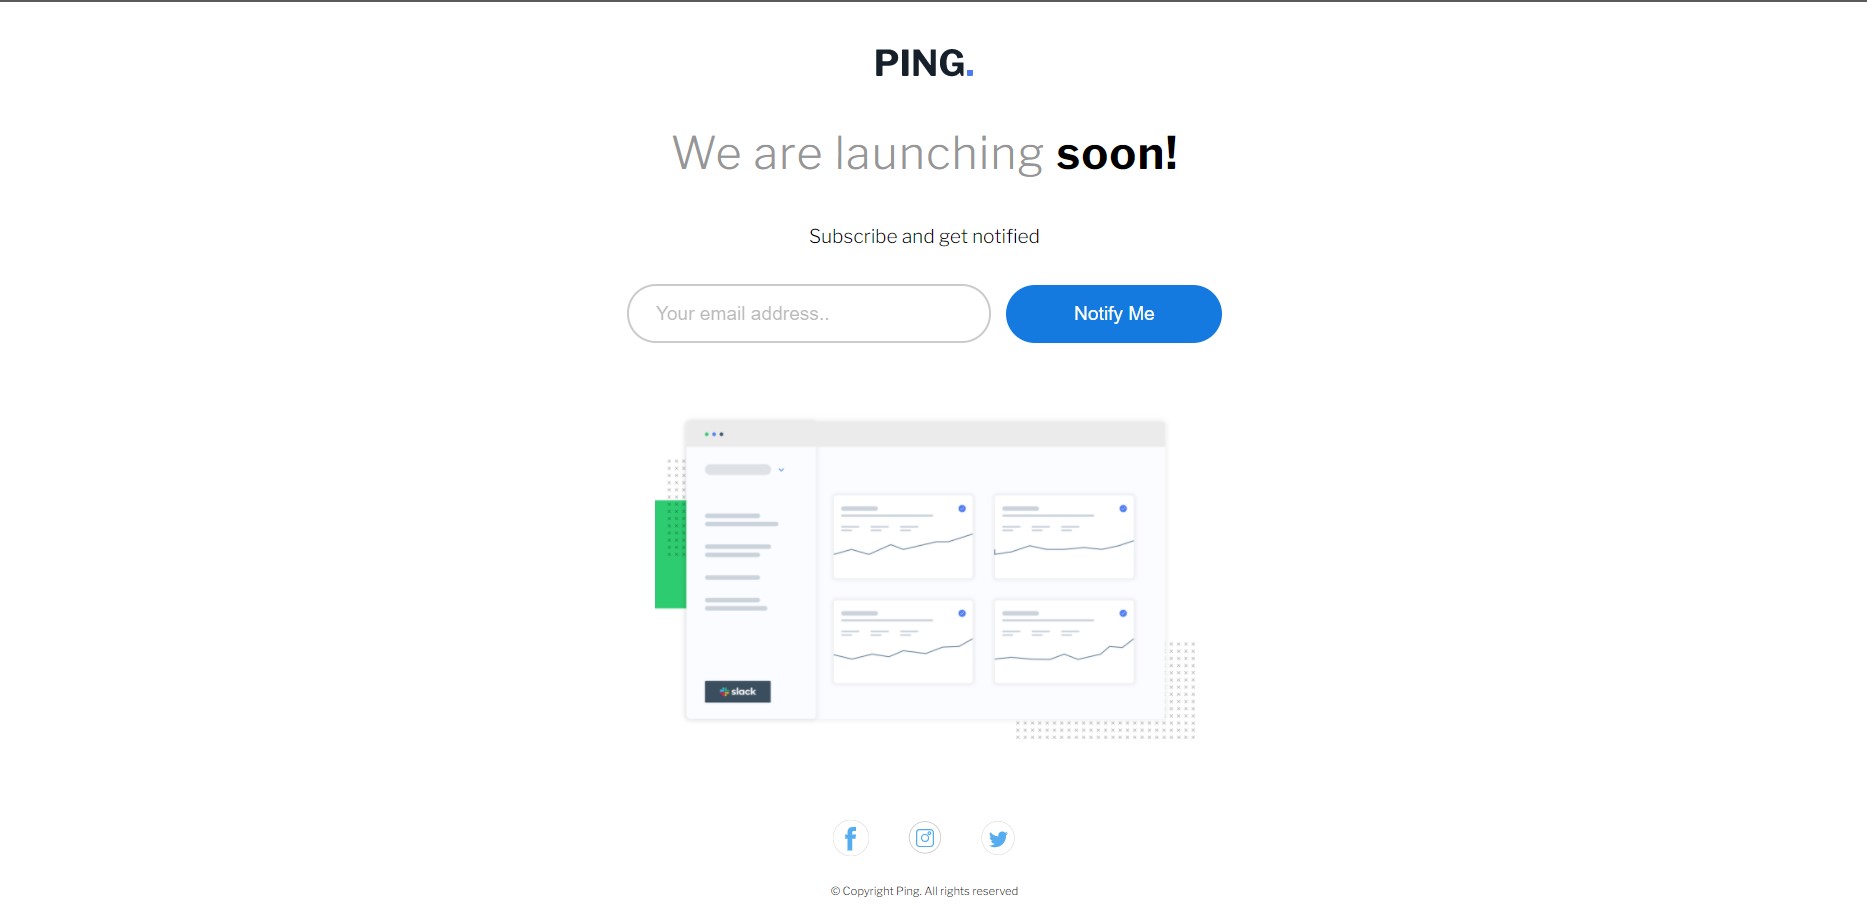 PING.
We are launching soon!
Subscribe and get notified
Your email address..
Notify Me
slack
© Copyright Ping. All rights reserved